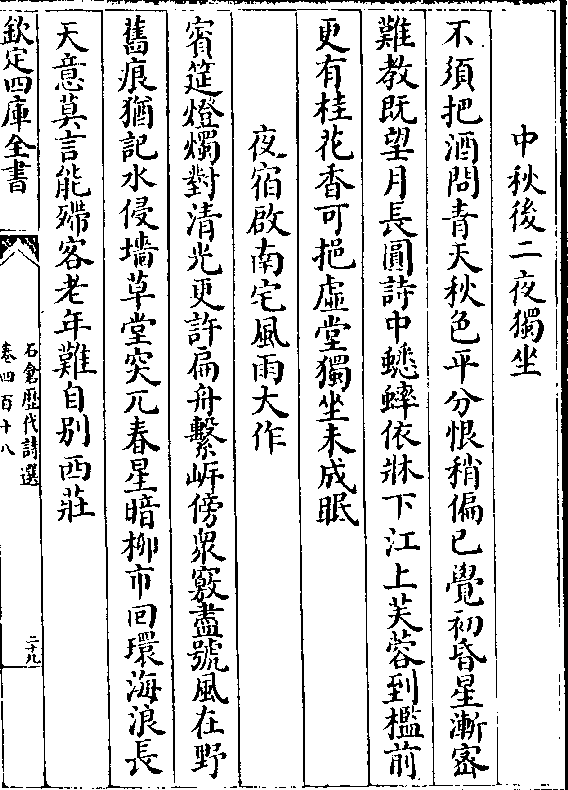 中秋後二夜獨坐
不須把酒問青天秋色平分恨稍偏已覺初昏星漸密
難教既望月長圓詩中蟋蟀依牀下江上芙蓉到檻前
更有桂花香可挹虛堂獨坐未成眠
夜宿啟南宅風雨大作
賓筵燈燭對清光更許扁舟繫岍傍衆竅盡號風在野
舊痕猶記水侵墻草堂突兀春星暗柳市回環海浪長
天意莫言能殢客老年難自别西莊
欽定四庫全書
石倉歷代詩選
卷四百十八
二十九